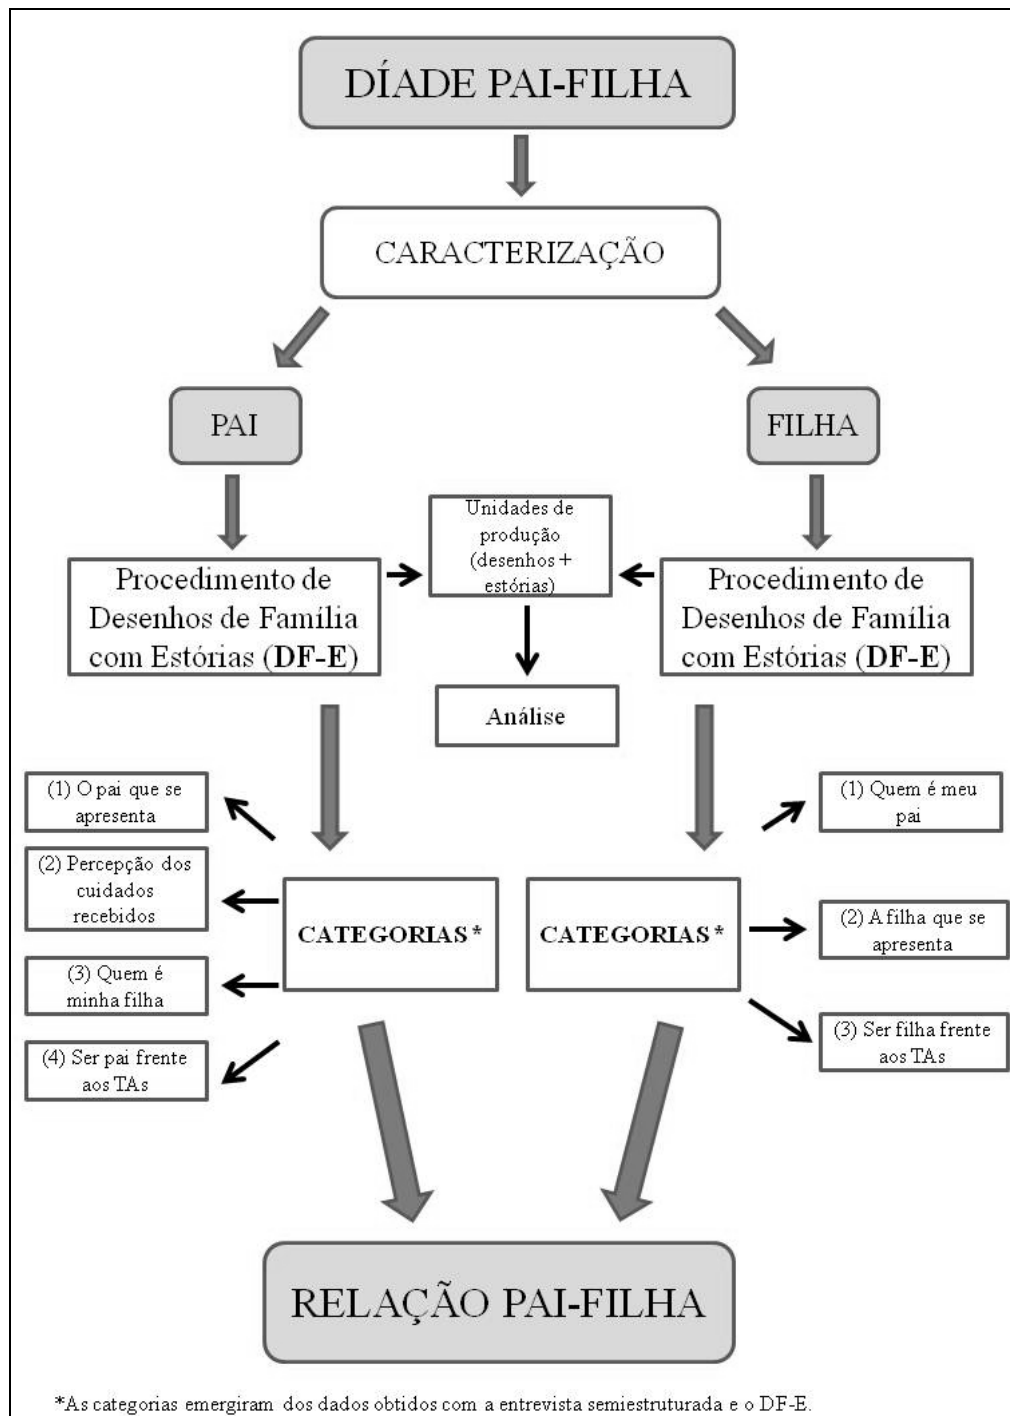 DÍADE PAI-FILHA
CARACTERIZAÇÃO
PAI
FILHA
Unidades de
produção
(desenhos +
estórias)
Procedimento de
Desenhos de Família
com Estórias (DF-E)
Procedimento de
Desenhos de Família
com Estórias (DF-E)
Análise
(1) O pai que se
apresenta
(2) Percepção dos
cuidados
recebidos
(3) Quem é
minha filha
(4) Ser pai frente
aos TAs
CATEGORIAS*
CATEGORIAS*
(1) Quem é meu
pai
(2) A filha que se
apresenta
(3) Ser filha frente
aos TAs
RELAÇÃO PAI-FILHA
*As categorias emergiram dos dados obtidos com a entrevista semiestruturada e o DF-E.